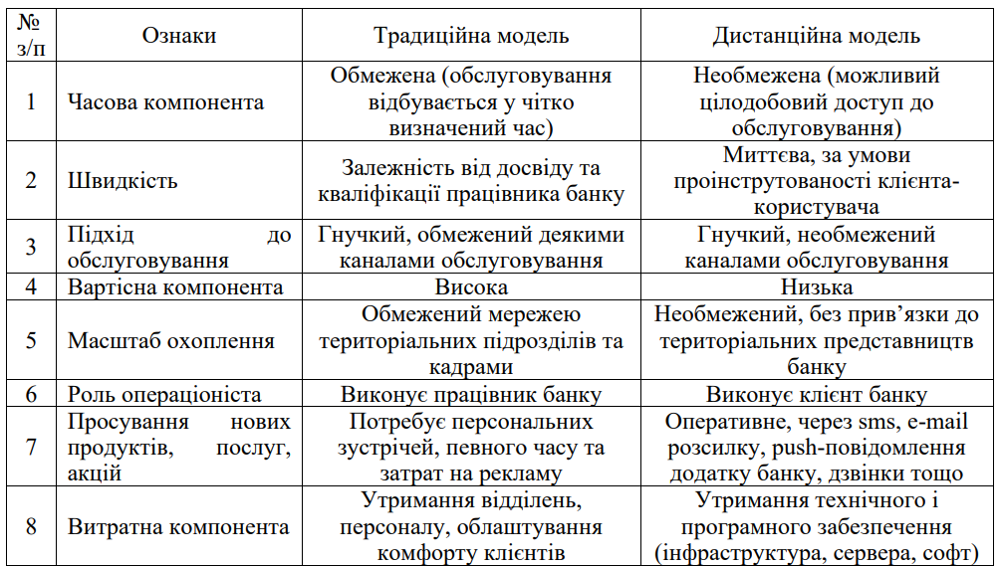 №
з/п
Ознаки
Традиційна модель
Дистанційна модель
1
Часова компонента
Обмежена (обслуговування
відбувається у чітко
визначений час)
Необмежена (можливий
цілодобовий доступ до
обслуговування)
2
Швидкість
Залежність від досвіду та
кваліфікації працівника банку
Миттєва, за умови
проінструтованості клієнта-
користувача
3
Підхід до
обслуговування
Гнучкий, обмежений деякими
каналами обслуговування
Гнучкий, необмежений
каналами обслуговування
4
Вартісна компонента
Висока
Низька
5
Масштаб охоплення
Обмежений мережею
територіальних підрозділів та
кадрами
Необмежений, без прив’язки до
територіальних представництв
банку
6
Роль операціоніста
Виконує працівник банку
Виконує клієнт банку
7
Просування нових
продуктів, послуг,
акцій
Потребує персональних
зустрічей, певного часу та
затрат на рекламу
Оперативне, через sms, e-mail
розсилку, push-повідомлення
додатку банку, дзвінки тощо
8
Витратна компонента
Утримання відділень,
персоналу, облаштування
комфорту клієнтів
Утримання технічного і
програмного забезпечення
(інфраструктура, сервера, софт)